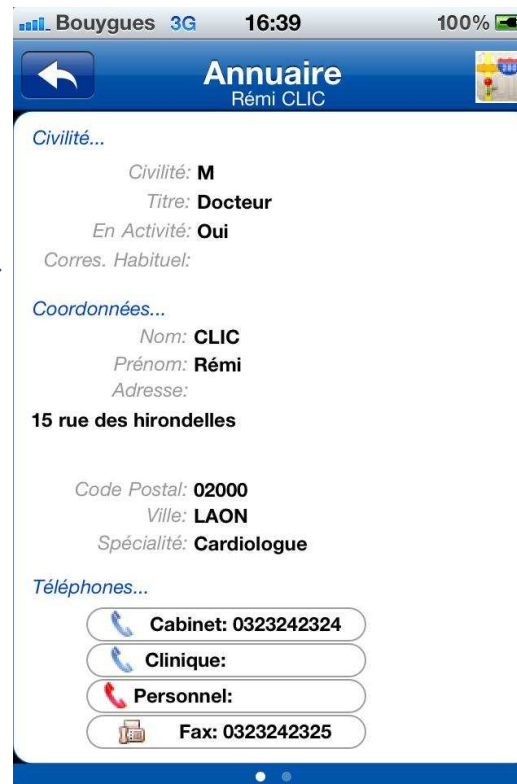 Bouygues 3G 16:39 100%
Annuaire
Rémi CLIC
280
Civilité...
Civilité: M
Titre: Docteur
En Activité: Oui
Corres. Habituel:
Coordonnées...
Nom: CLIC
Prénom: Rémi
Adresse:
15 rue des hirondelles
Code Postal: 02000
Ville: LAON
Spécialité: Cardiologue
Téléphones...
Cabinet: 0323242324
Clinique:
Personnel:
Fax: 0323242325